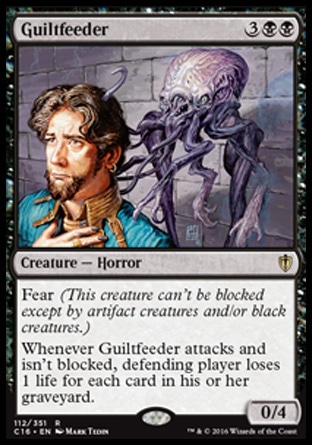 Guiltfeeder 3
Creature — Horror
Fear (This creature can't be blocked
except by artifact creatures and/or black
creatures.)
Whenever Guiltfeeder attacks and
isn't blocked, defending player loses
1 life for each card in his or her
graveyard.
0/4
112/351 R
C16 • EN MARK TEDIN
™ & © 2016 Wizards of the Coast